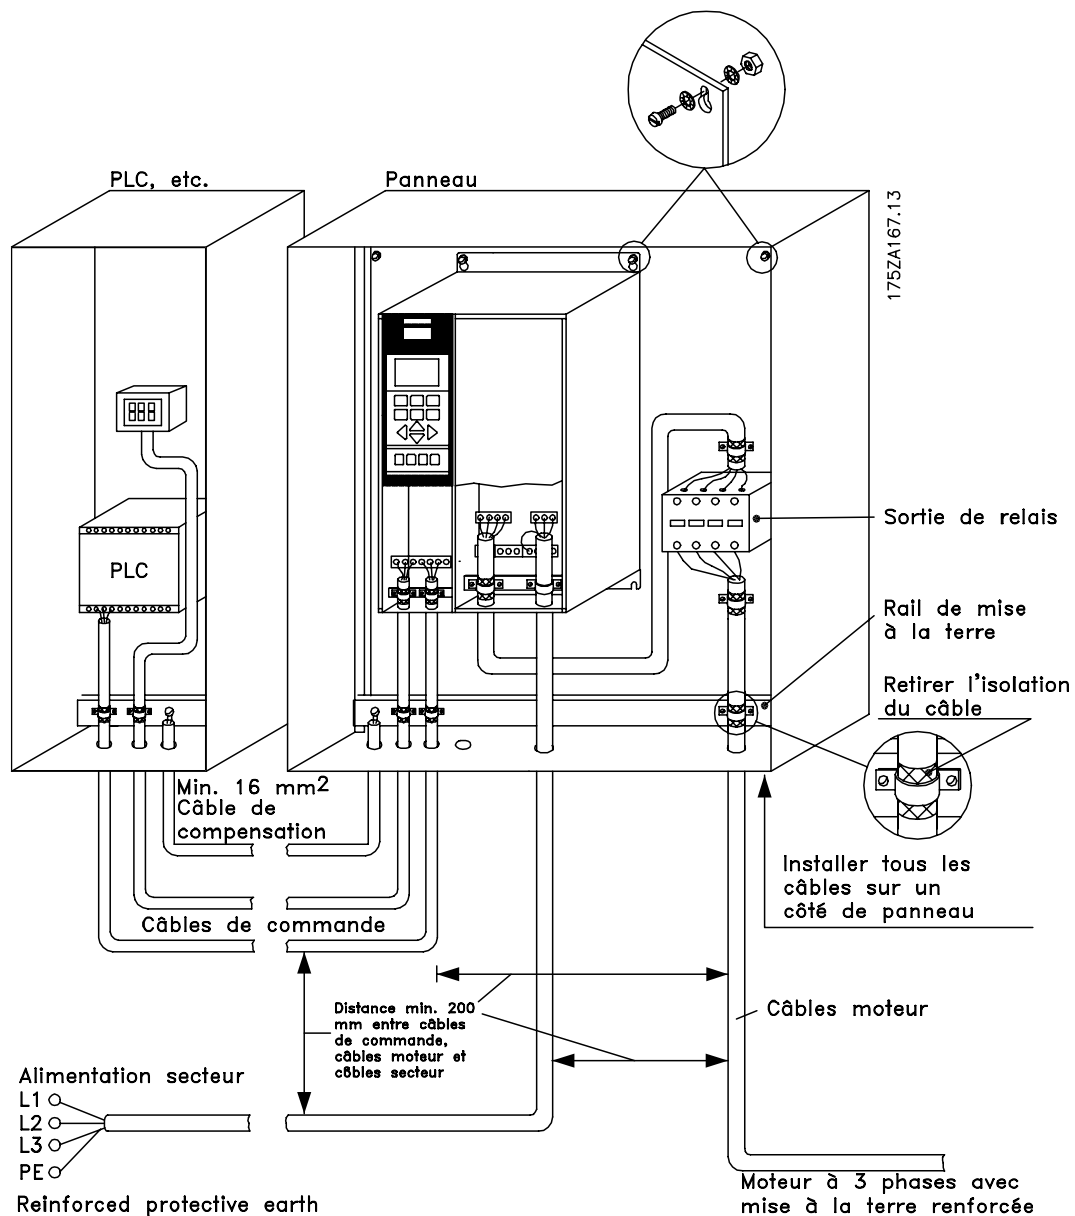 PLC, etc.
Panneau
175ZA167.13
PLC
Sortie de relais
Rail de mise
à la terre
Retirer l'isolation
du câble
Min. 16 mm2
Câble de
compensation
Installer tous les
câbles sur un
côté de panneau
Câbles de commande
Distance min. 200
mm entre câbles
de commande,
câbles moteur et
câbles secteur
Câbles moteur
Alimentation secteur
L1
L2
L3
PE
Reinforced protective earth
Moteur à 3 phases avec
mise à la terre renforcée